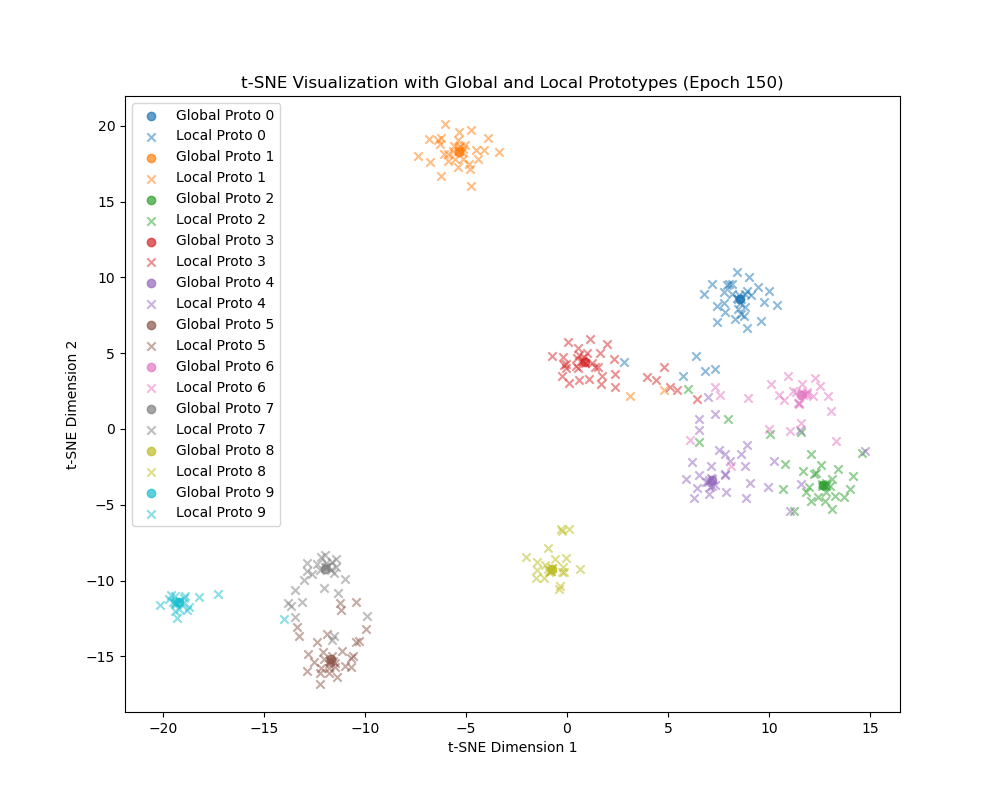 t-SNE Visualization with Global and Local Prototypes (Epoch 150)
Global Proto 0
Local Proto 0
Global Proto 1
Local Proto 1
Global Proto 2
Local Proto 2
Global Proto 3
Local Proto 3
Global Proto 4
Local Proto 4
Global Proto 5
Local Proto 5
Global Proto 6
Local Proto 6
Global Proto 7
Local Proto 7
Global Proto 8
Local Proto 8
Global Proto 9
Local Proto 9
t-SNE Dimension 2
20
15
10
5
0
−5
−10
−15
−20 −15 −10 −5 0 5 10 15
t-SNE Dimension 1